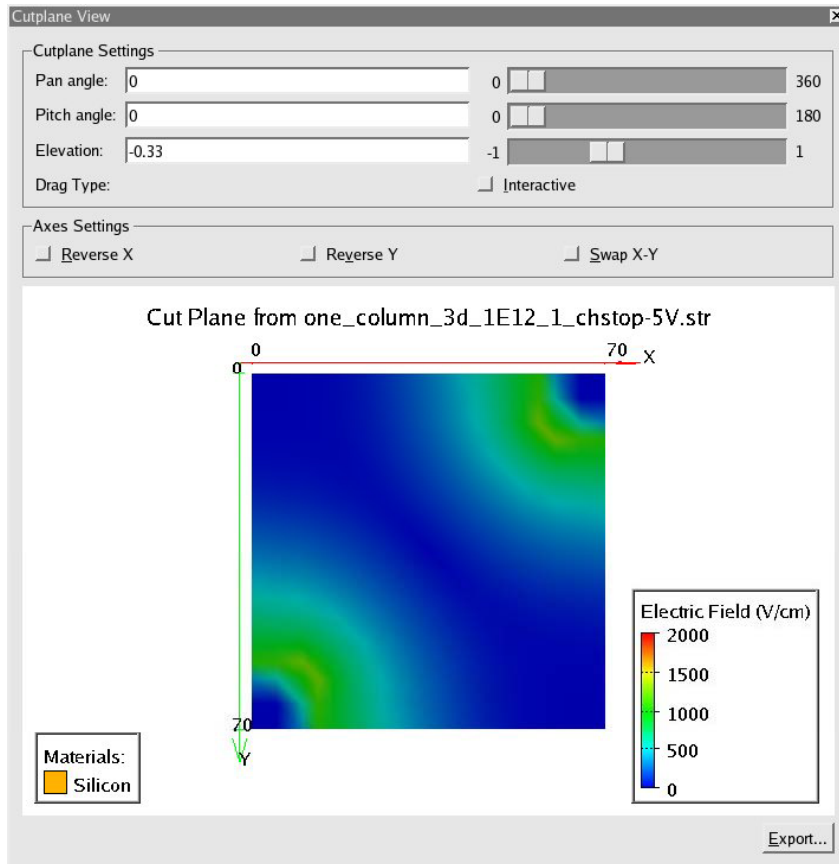 Cutplane View
Cutplane Settings
Pan angle: 0 0 360
Pitch angle: 0 0 180
Elevation: -0.33 -1 1
Drag Type: Interactive
Axes Settings
Reverse X Reverse Y Swap X-Y
Cut Plane from one_column_3d_1E12_1_chstop-5V.str
0 70 X
0
Electric Field (V/cm)
2000
1500
1000
500
0
70
Y
Materials:
Silicon
Export...